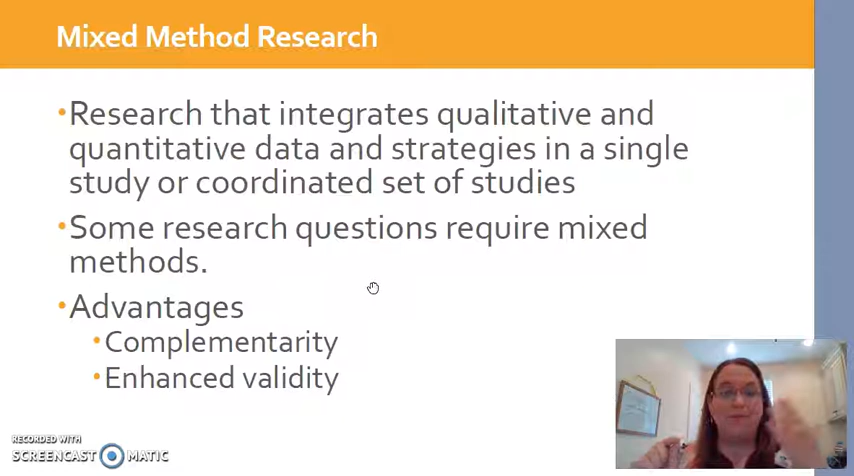 Mixed Method Research
•Research that integrates qualitative and
quantitative data and strategies in a single
study or coordinated set of studies
•Some research questions require mixed
methods.
•Advantages
•Complementarity
•Enhanced validity
RECORDED WITH
SCREENCAST MATIC